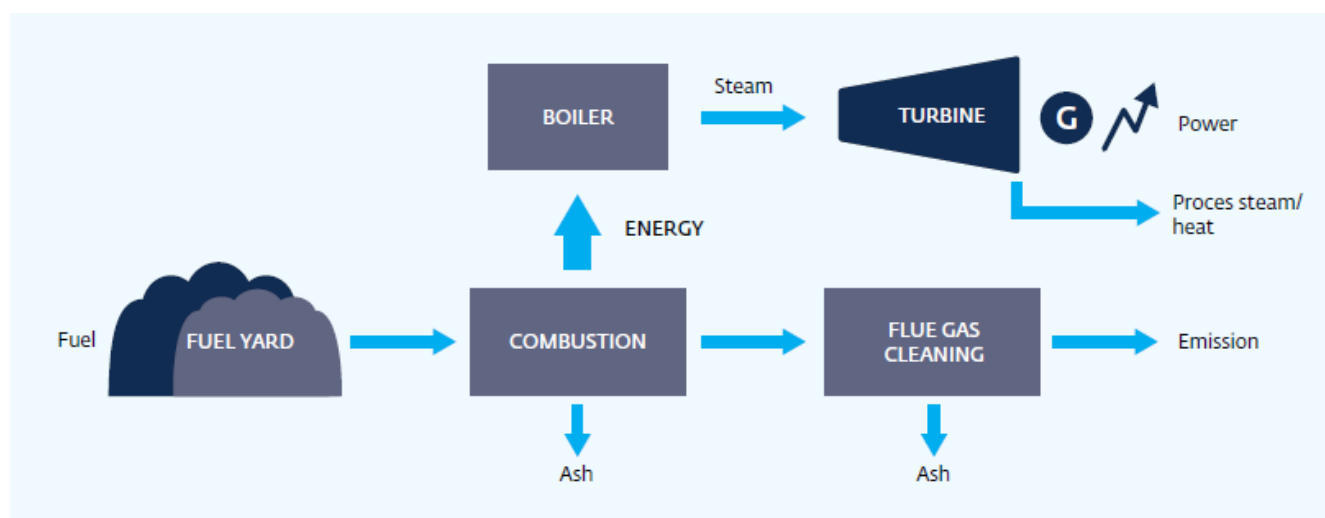 BOILER
Steam
TURBINE
G
Power
Proces steam/
heat
ENERGY
Fuel
FUEL YARD
COMBUSTION
FLUE GAS
CLEANING
Emission
Ash
Ash